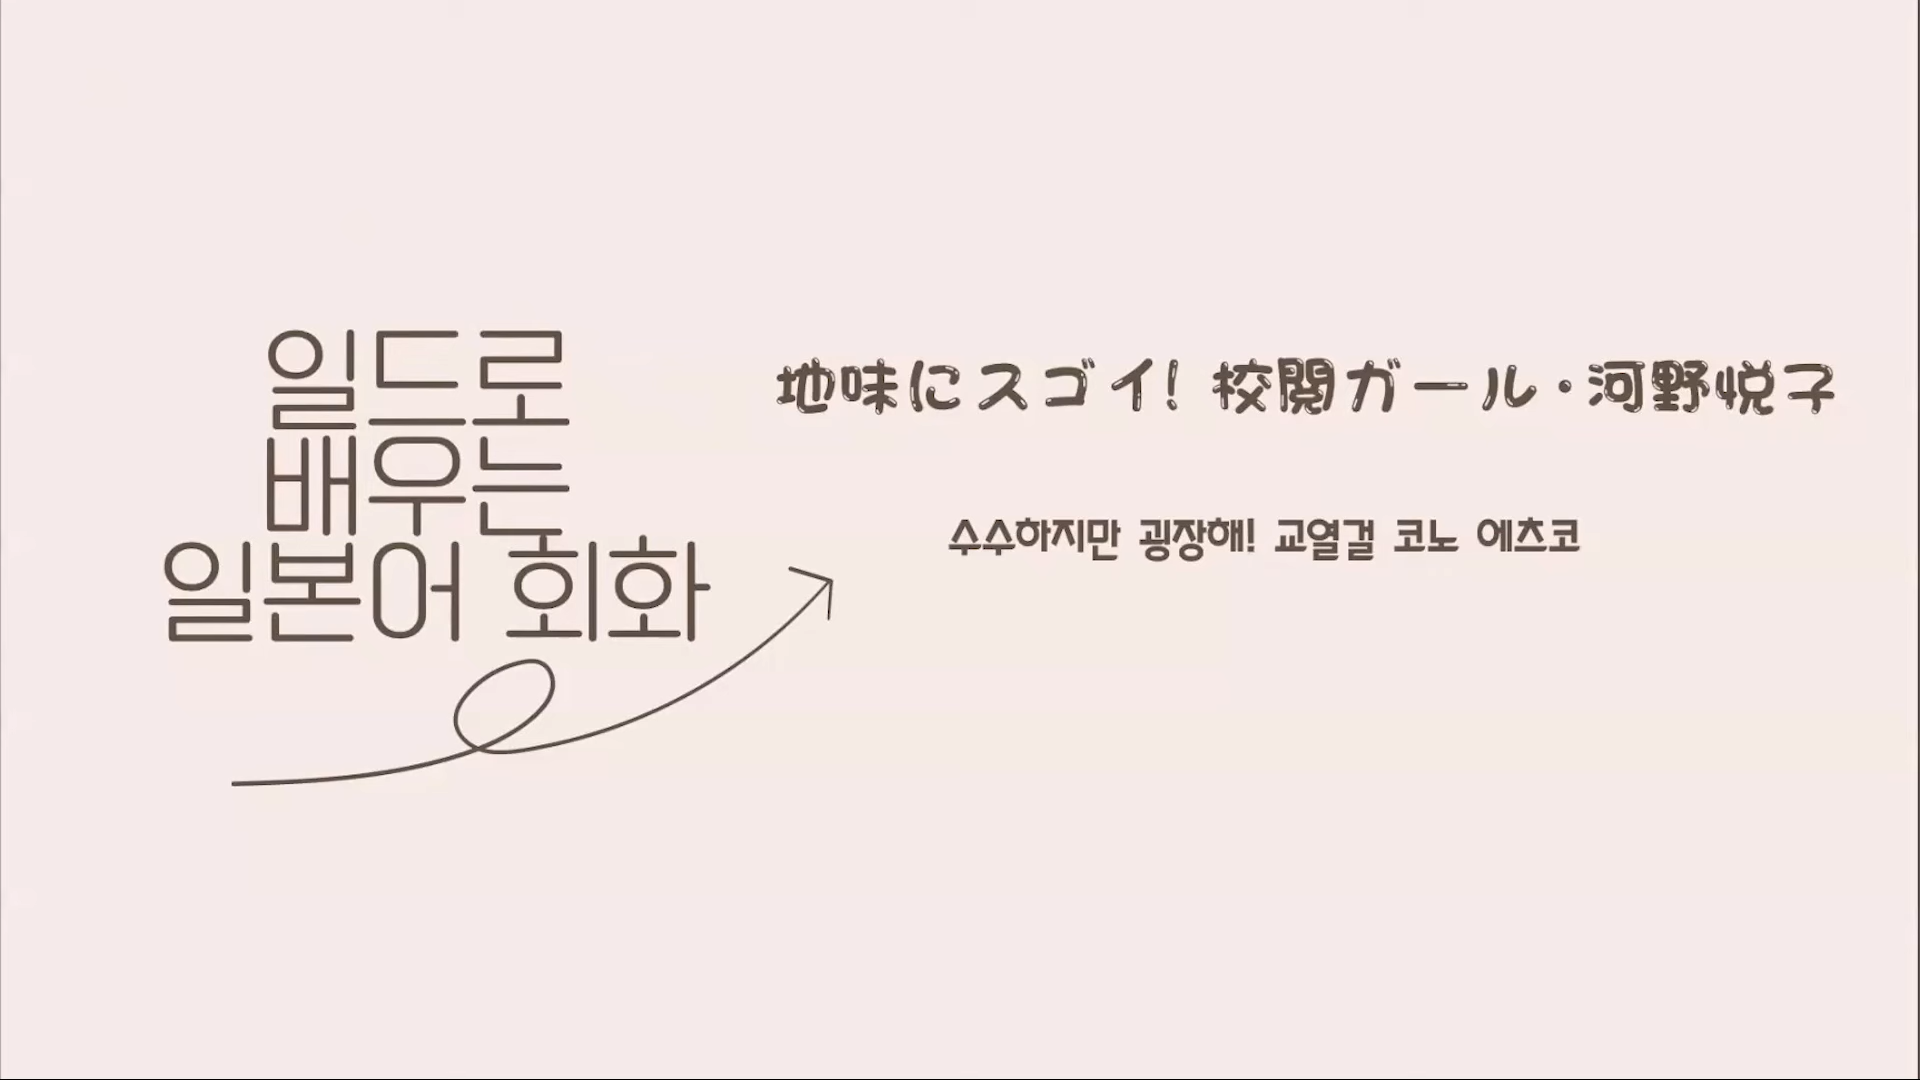 일드로
배우는
일본어 회화
地味にスゴイ! 校閲ガール・河野悦子
수수하지만 굉장해! 교열걸 코노 에츠코